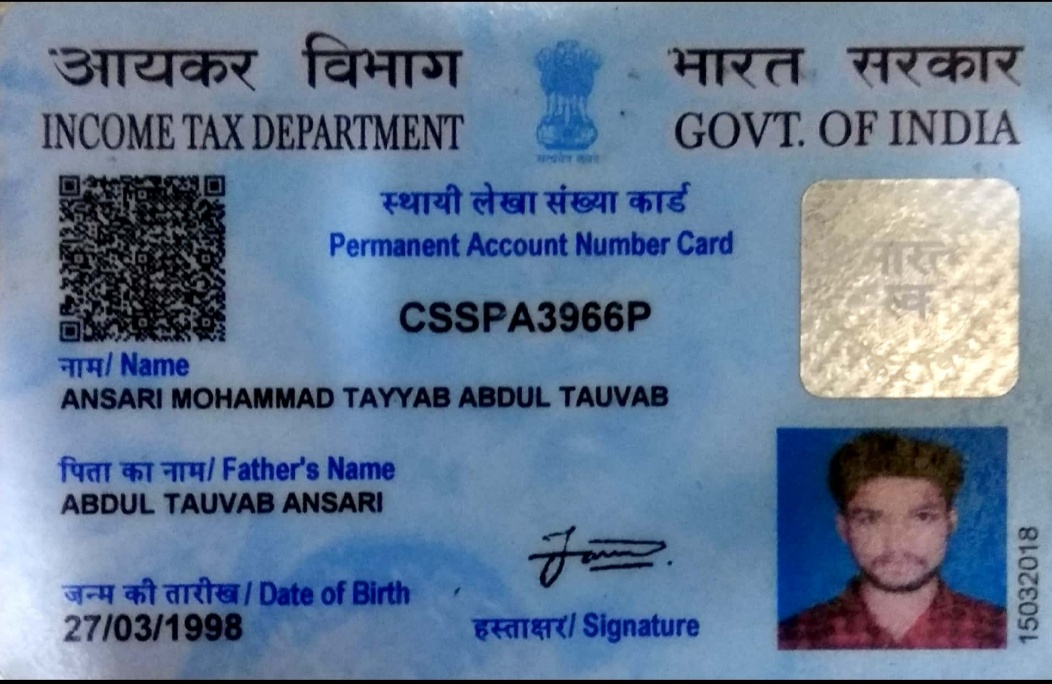 आयकर विभाग
INCOME TAX DEPARTMENT
भारत सरकार
GOVT. OF INDIA
सत्यमेव जयते
स्थायी लेखा संख्या कार्ड
Permanent Account Number Card
CSSPA3966P
नाम/ Name
ANSARI MOHAMMAD TAYYAB ABDUL TAUVAB
पिता का नाम/ Father's Name
ABDUL TAUVAB ANSARI
जन्म की तारीख/ Date of Birth
27/03/1998
हस्ताक्षर/ Signature
15032018